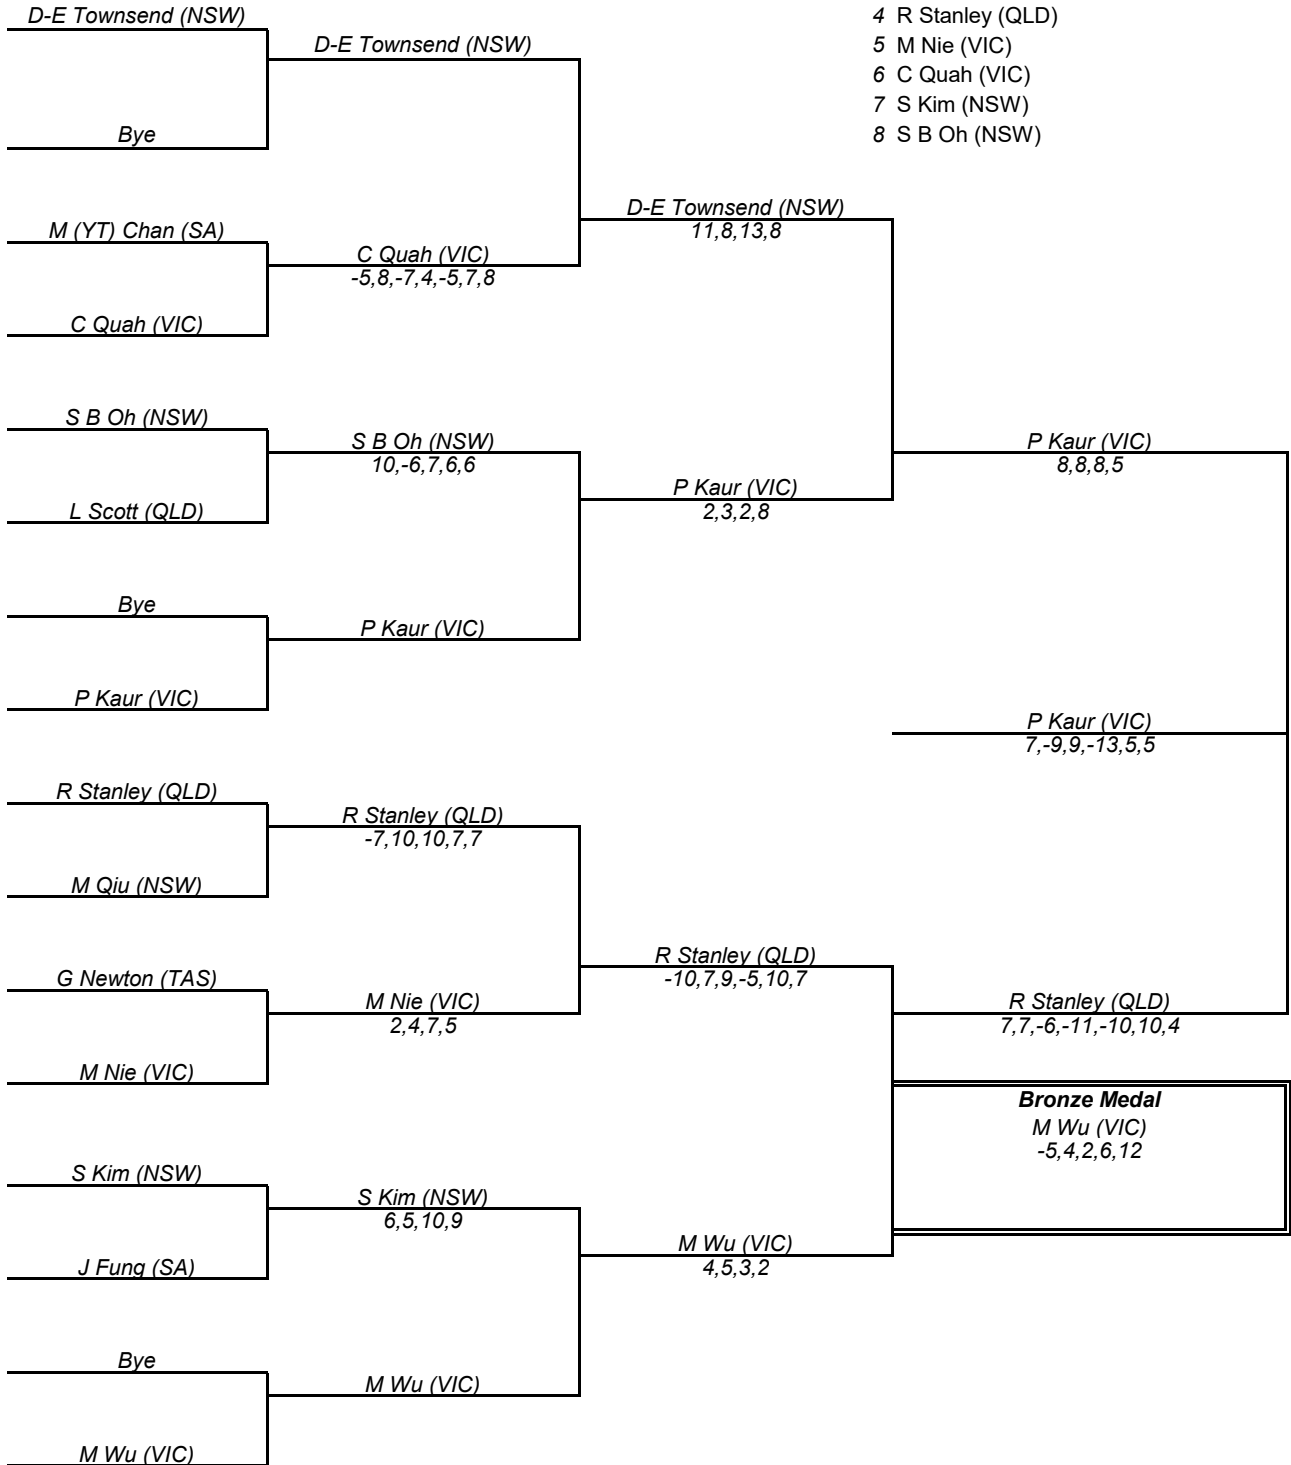 D-E Townsend (NSW)
4 R Stanley (QLD)
D-E Townsend (NSW)
5 M Nie (VIC)
6 C Quah (VIC)
7 S Kim (NSW)
Bye
8 S B Oh (NSW)
D-E Townsend (NSW)
11,8,13,8
M (YT) Chan (SA)
C Quah (VIC)
-5,8,-7,4,-5,7,8
C Quah (VIC)
S B Oh (NSW)
S B Oh (NSW)
10,-6,7,6,6
P Kaur (VIC)
8,8,8,5
P Kaur (VIC)
2,3,2,8
L Scott (QLD)
Bye
P Kaur (VIC)
P Kaur (VIC)
P Kaur (VIC)
7,-9,9,-13,5,5
R Stanley (QLD)
R Stanley (QLD)
-7,10,10,7,7
M Qiu (NSW)
R Stanley (QLD)
-10,7,9,-5,10,7
G Newton (TAS)
M Nie (VIC)
2,4,7,5
R Stanley (QLD)
7,7,-6,-11,-10,10,4
M Nie (VIC)
Bronze Medal
M Wu (VIC)
-5,4,2,6,12
S Kim (NSW)
S Kim (NSW)
6,5,10,9
M Wu (VIC)
4,5,3,2
J Fung (SA)
Bye
M Wu (VIC)
M Wu (VIC)